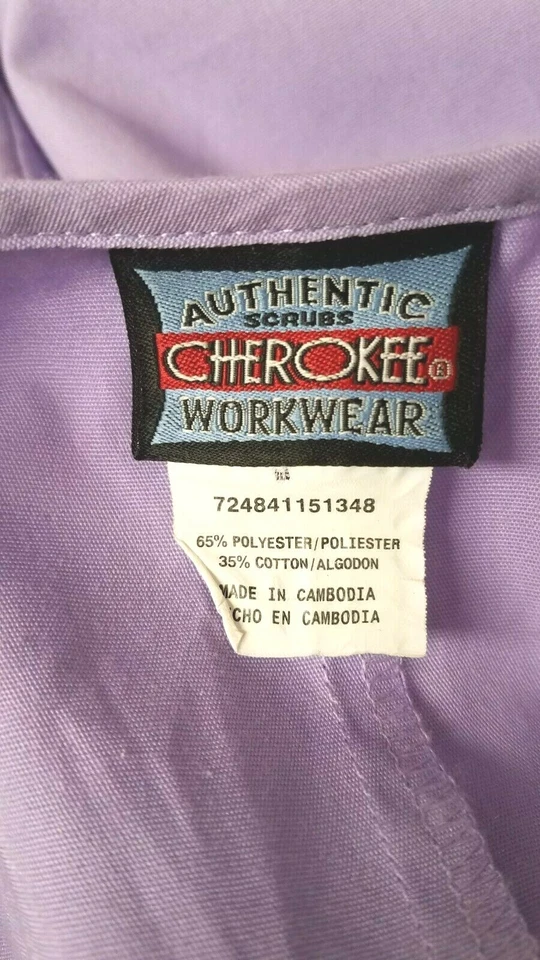 AUTHENTIC
SCRUBS
CHEROKEE®
WORKWEAR
724841151348
65% POLYESTER/POLIESTER
35% COTTON/ALGODON
MADE IN CAMBODIA
CHO EN CAMBODIA